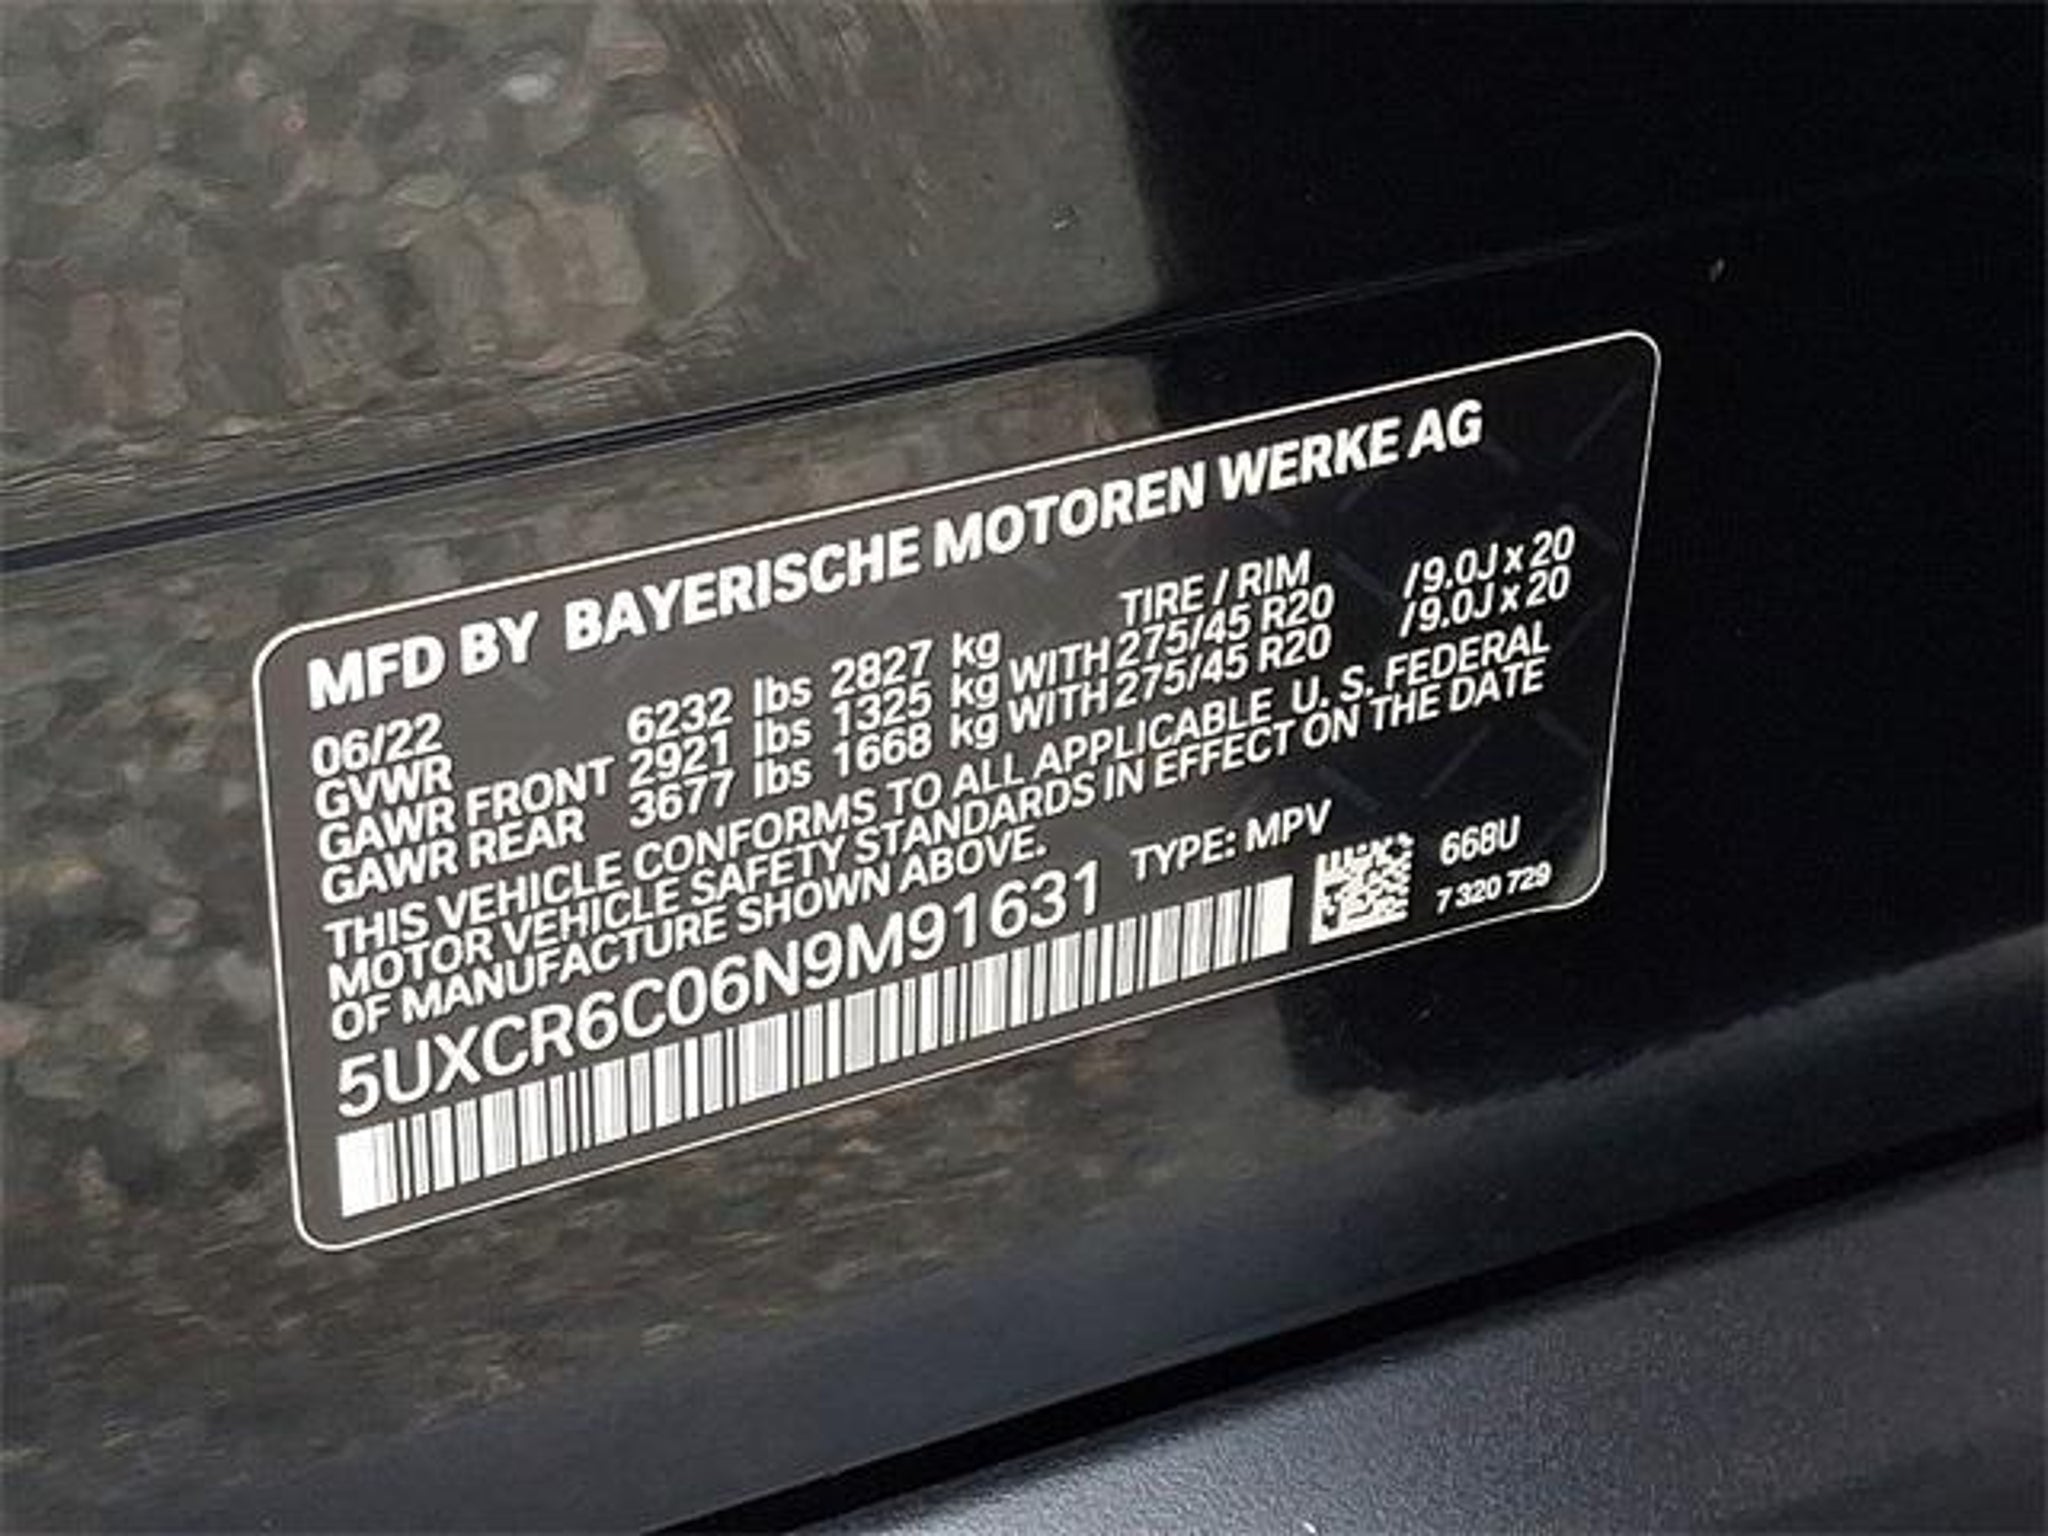 MFD BY BAYERISCHE MOTOREN WERKE AG
06/22 TIRE / RIM
GVWR 6232 lbs 2827 kg
GAWR FRONT 2921 lbs 1325 kg WITH 275/45 R20 /9.0J x 20
GAWR REAR 3677 lbs 1668 kg WITH 275/45 R20 /9.0J x 20
THIS VEHICLE CONFORMS TO ALL APPLICABLE U. S. FEDERAL
MOTOR VEHICLE SAFETY STANDARDS IN EFFECT ON THE DATE
OF MANUFACTURE SHOWN ABOVE.
5UXCR6C06N9M91631 TYPE: MPV
668U
7 320 729